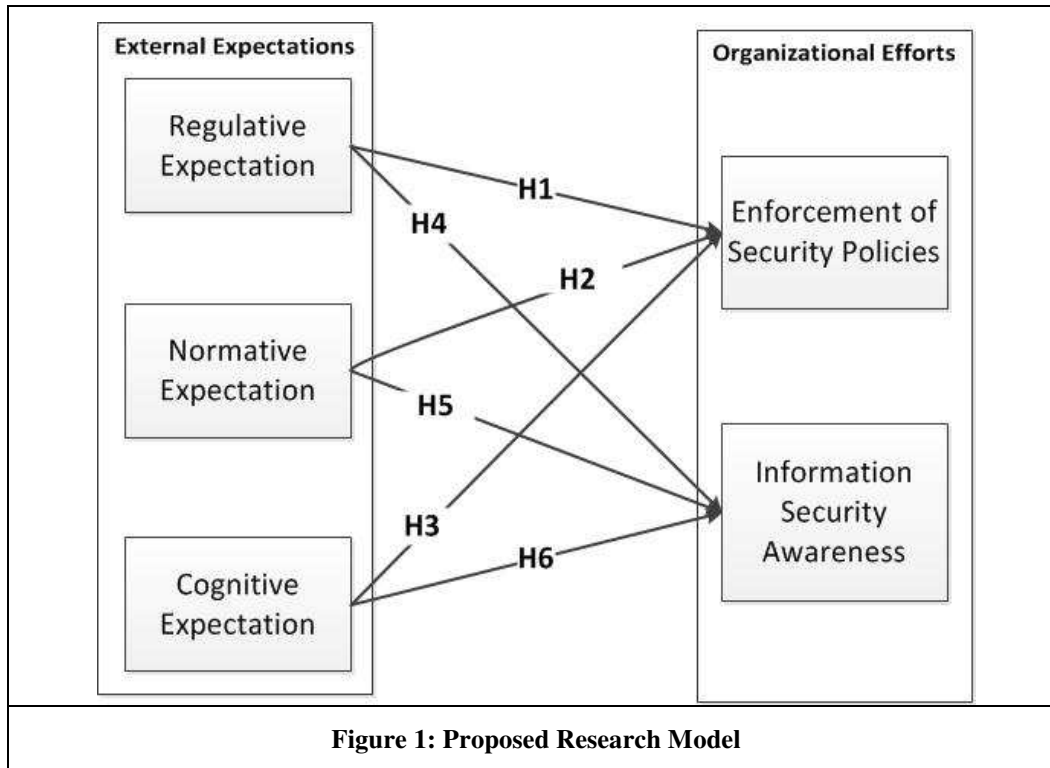 External Expectations
Regulative
Expectation
Normative
Expectation
Cognitive
Expectation
H1
H4
H2
H5
H3
H6
Organizational Efforts
Enforcement of
Security Policies
Information
Security
Awareness
Figure 1: Proposed Research Model